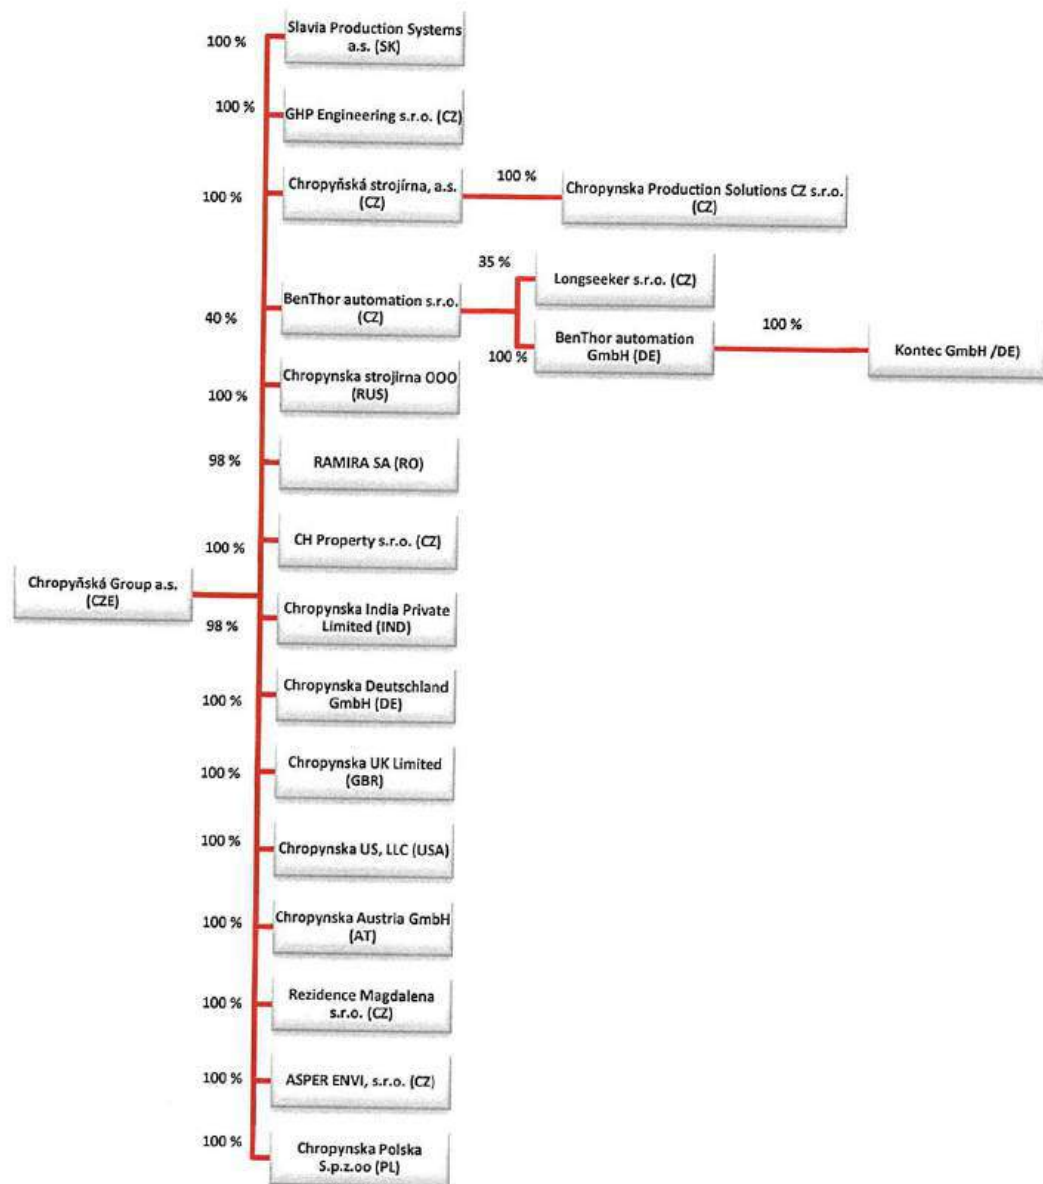 100 %
Slavia Production Systems
a.s. (SK)
100 %
GHP Engineering s.r.o. (CZ)
100 %
Chropyňská strojírna, a.s.
(CZ)
100 %
Chropynska Production Solutions CZ s.r.o.
(CZ)
40 %
BenThor automation s.r.o.
(CZ)
35 %
Longseeker s.r.o. (CZ)
100 %
BenThor automation
GmbH (DE)
100 %
Kontec GmbH /DE)
100 %
Chropynska strojirna OOO
(RUS)
98 %
RAMIRA SA (RO)
100 %
CH Property s.r.o. (CZ)
Chropyňská Group a.s.
(CZE)
98 %
Chropynska India Private
Limited (IND)
100 %
Chropynska Deutschland
GmbH (DE)
100 %
Chropynska UK Limited
(GBR)
100 %
Chropynska US, LLC (USA)
100 %
Chropynska Austria GmbH
(AT)
100 %
Rezidence Magdalena
s.r.o. (CZ)
100 %
ASPER ENVI, s.r.o. (CZ)
100 %
Chropynska Polska
S.p.z.oo (PL)